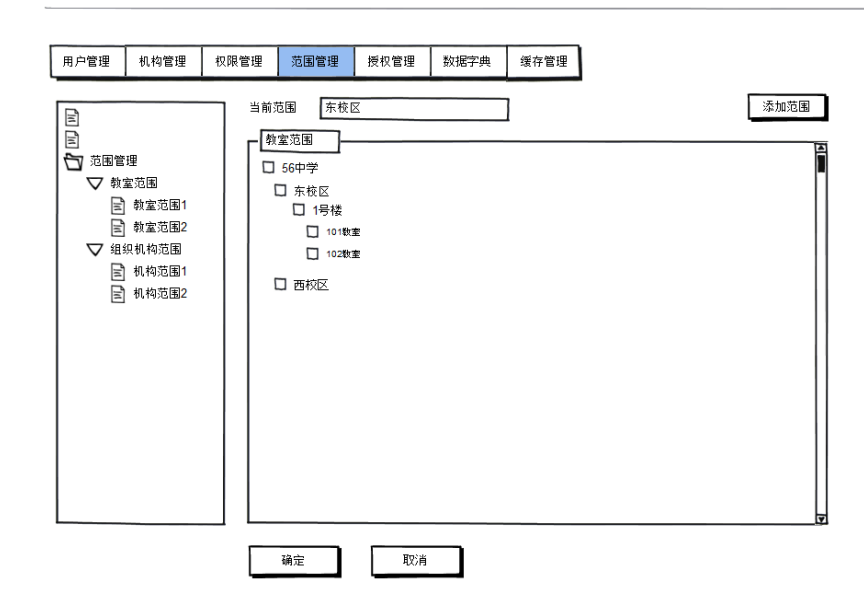 用户管理 机构管理 权限管理 范围管理 授权管理 数据字典 缓存管理
当前范围 东校区 添加范围
范围管理
教室范围
教室范围1
教室范围2
组织机构范围
机构范围1
机构范围2
教室范围
56中学
东校区
1号楼
101教室
102教室
西校区
确定 取消